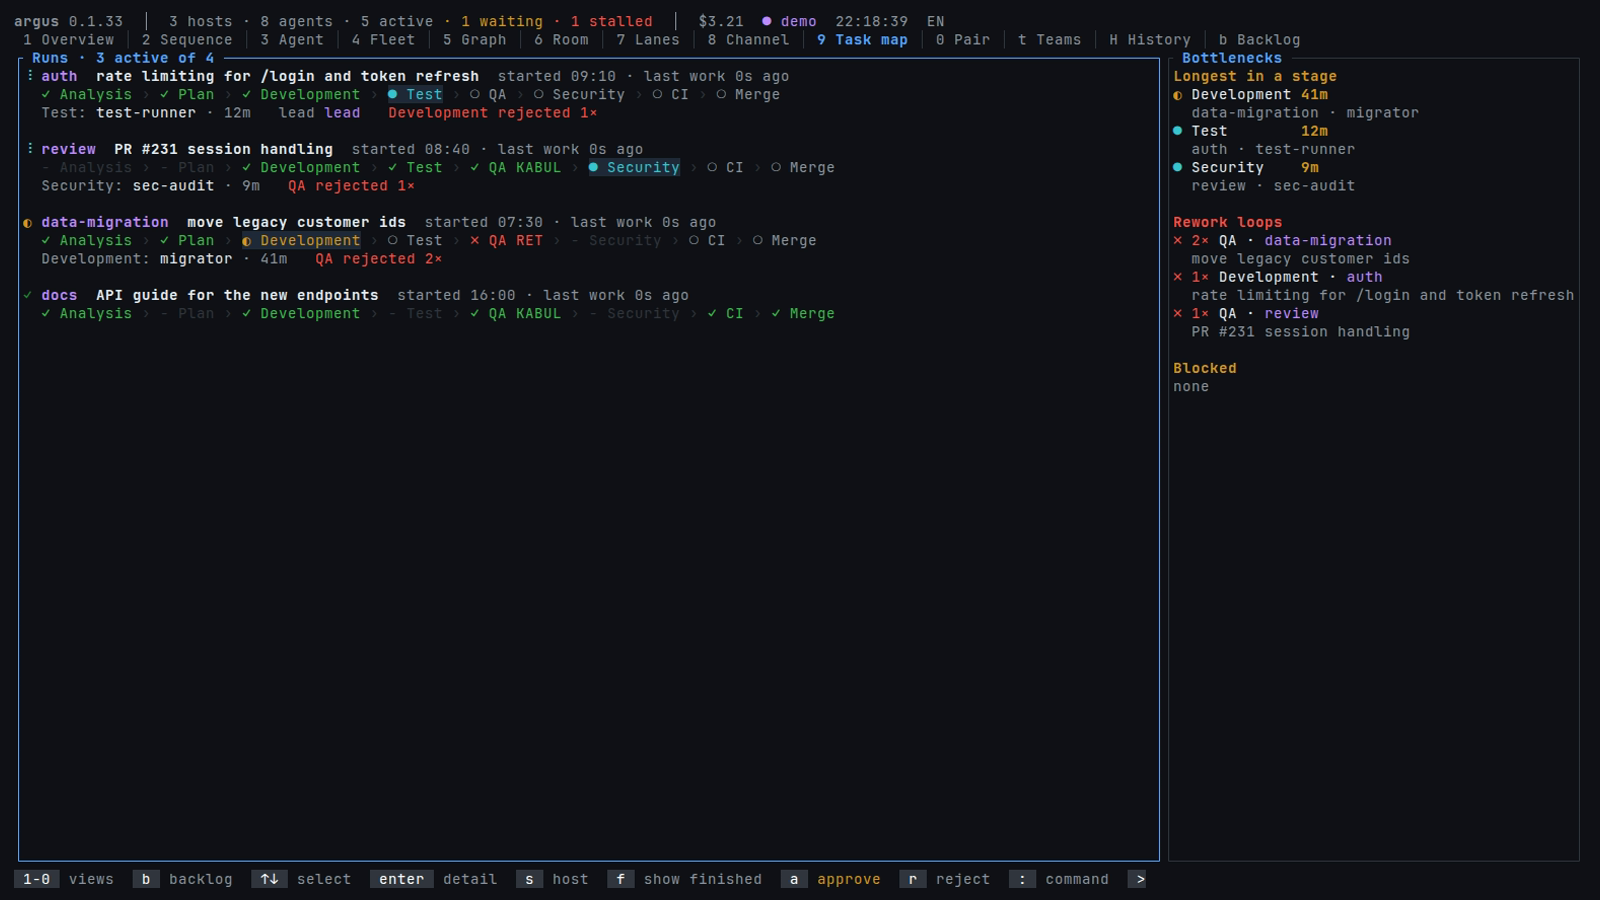 argus 0.1.33 │ 3 hosts · 8 agents · 5 active · 1 waiting · 1 stalled │ $3.21 ● demo 22:18:39 EN
1 Overview │ 2 Sequence │ 3 Agent │ 4 Fleet │ 5 Graph │ 6 Room │ 7 Lanes │ 8 Channel │ 9 Task map │ 0 Pair │ t Teams │ H History │ b Backlog
Runs · 3 active of 4
auth rate limiting for /login and token refresh started 09:10 · last work 0s ago
✓ Analysis › ✓ Plan › ✓ Development › ● Test › ○ QA › ○ Security › ○ CI › ○ Merge
Test: test-runner · 12m lead lead Development rejected 1×
review PR #231 session handling started 08:40 · last work 0s ago
- Analysis › - Plan › ✓ Development › ✓ Test › ✓ QA KABUL › ● Security › ○ CI › ○ Merge
Security: sec-audit · 9m QA rejected 1×
◐ data-migration move legacy customer ids started 07:30 · last work 0s ago
✓ Analysis › ✓ Plan › ◐ Development › ○ Test › ✕ QA RET › - Security › ○ CI › ○ Merge
Development: migrator · 41m QA rejected 2×
✓ docs API guide for the new endpoints started 16:00 · last work 0s ago
✓ Analysis › - Plan › ✓ Development › - Test › ✓ QA KABUL › - Security › ✓ CI › ✓ Merge
Bottlenecks
Longest in a stage
◐ Development 41m
data-migration · migrator
● Test 12m
auth · test-runner
● Security 9m
review · sec-audit
Rework loops
✕ 2× QA · data-migration
move legacy customer ids
✕ 1× Development · auth
rate limiting for /login and token refresh
✕ 1× QA · review
PR #231 session handling
Blocked
none
1-0 views b backlog ↑↓ select enter detail s host f show finished a approve r reject : command >